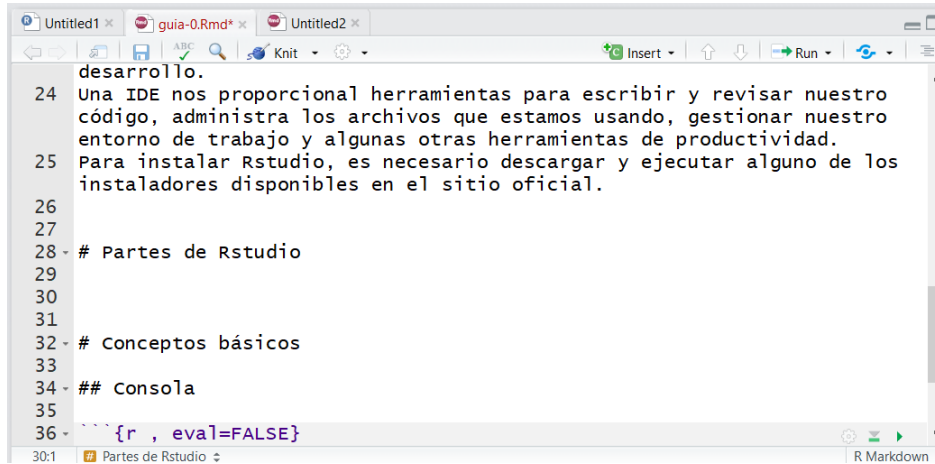 Untitled1 × guia-0.Rmd* × Untitled2 ×
ABC Knit Insert Run
desarrollo.
24 Una IDE nos proporcional herramientas para escribir y revisar nuestro
código, administra los archivos que estamos usando, gestionar nuestro
entorno de trabajo y algunas otras herramientas de productividad.
25 Para instalar Rstudio, es necesario descargar y ejecutar alguno de los
instaladores disponibles en el sitio oficial.
26
27
28 # Partes de Rstudio
29
30
31
32 # Conceptos básicos
33
34 ## Consola
35
36 ```{r , eval=FALSE}
30:1 # Partes de Rstudio R Markdown